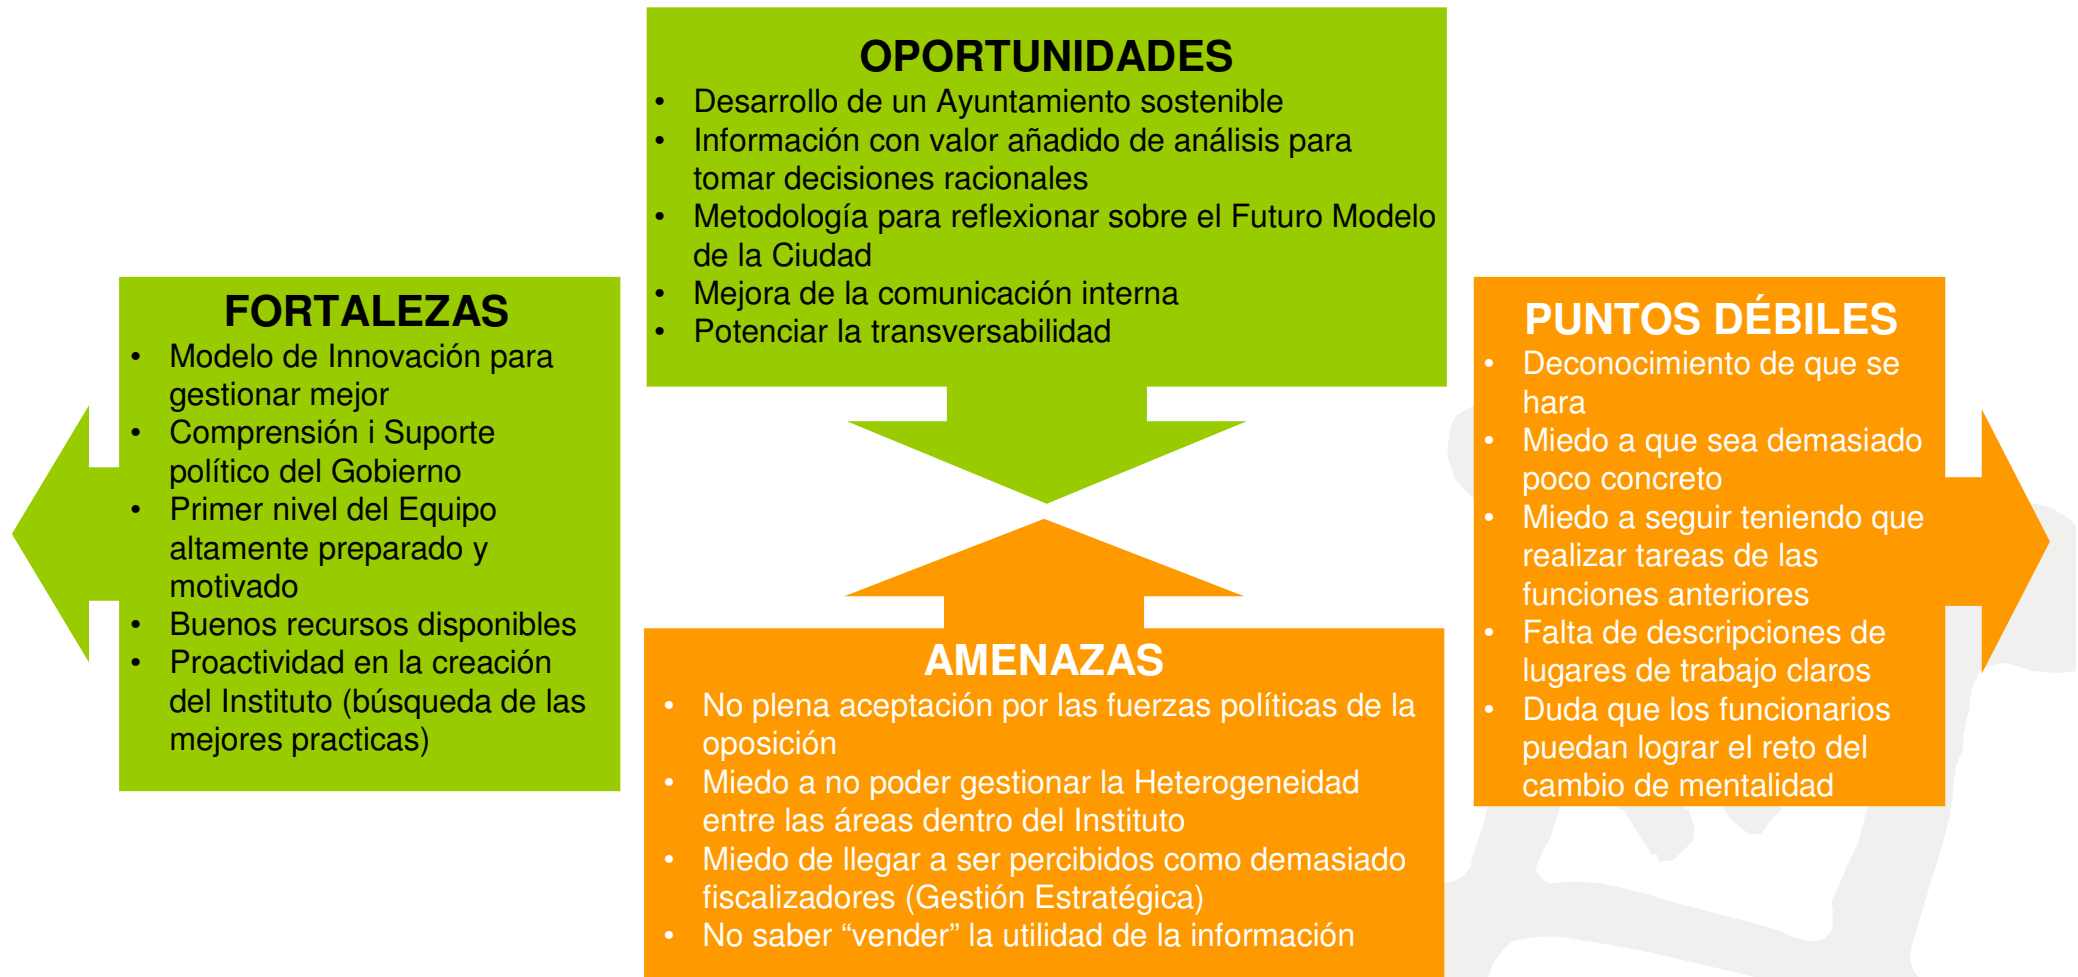 OPORTUNIDADES
• Desarrollo de un Ayuntamiento sostenible
• Información con valor añadido de análisis para
tomar decisiones racionales
• Metodología para reflexionar sobre el Futuro Modelo
de la Ciudad
• Mejora de la comunicación interna
• Potenciar la transversabilidad
FORTALEZAS
• Modelo de Innovación para
gestionar mejor
• Comprensión i Suporte
político del Gobierno
• Primer nivel del Equipo
altamente preparado y
motivado
• Buenos recursos disponibles
• Proactividad en la creación
del Instituto (búsqueda de las
mejores practicas)
PUNTOS DÉBILES
• Deconocimiento de que se
hara
• Miedo a que sea demasiado
poco concreto
• Miedo a seguir teniendo que
realizar tareas de las
funciones anteriores
• Falta de descripciones de
lugares de trabajo claros
• Duda que los funcionarios
puedan lograr el reto del
cambio de mentalidad
AMENAZAS
• No plena aceptación por las fuerzas políticas de la
oposición
• Miedo a no poder gestionar la Heterogeneidad
entre las áreas dentro del Instituto
• Miedo de llegar a ser percibidos como demasiado
fiscalizadores (Gestión Estratégica)
• No saber “vender” la utilidad de la información